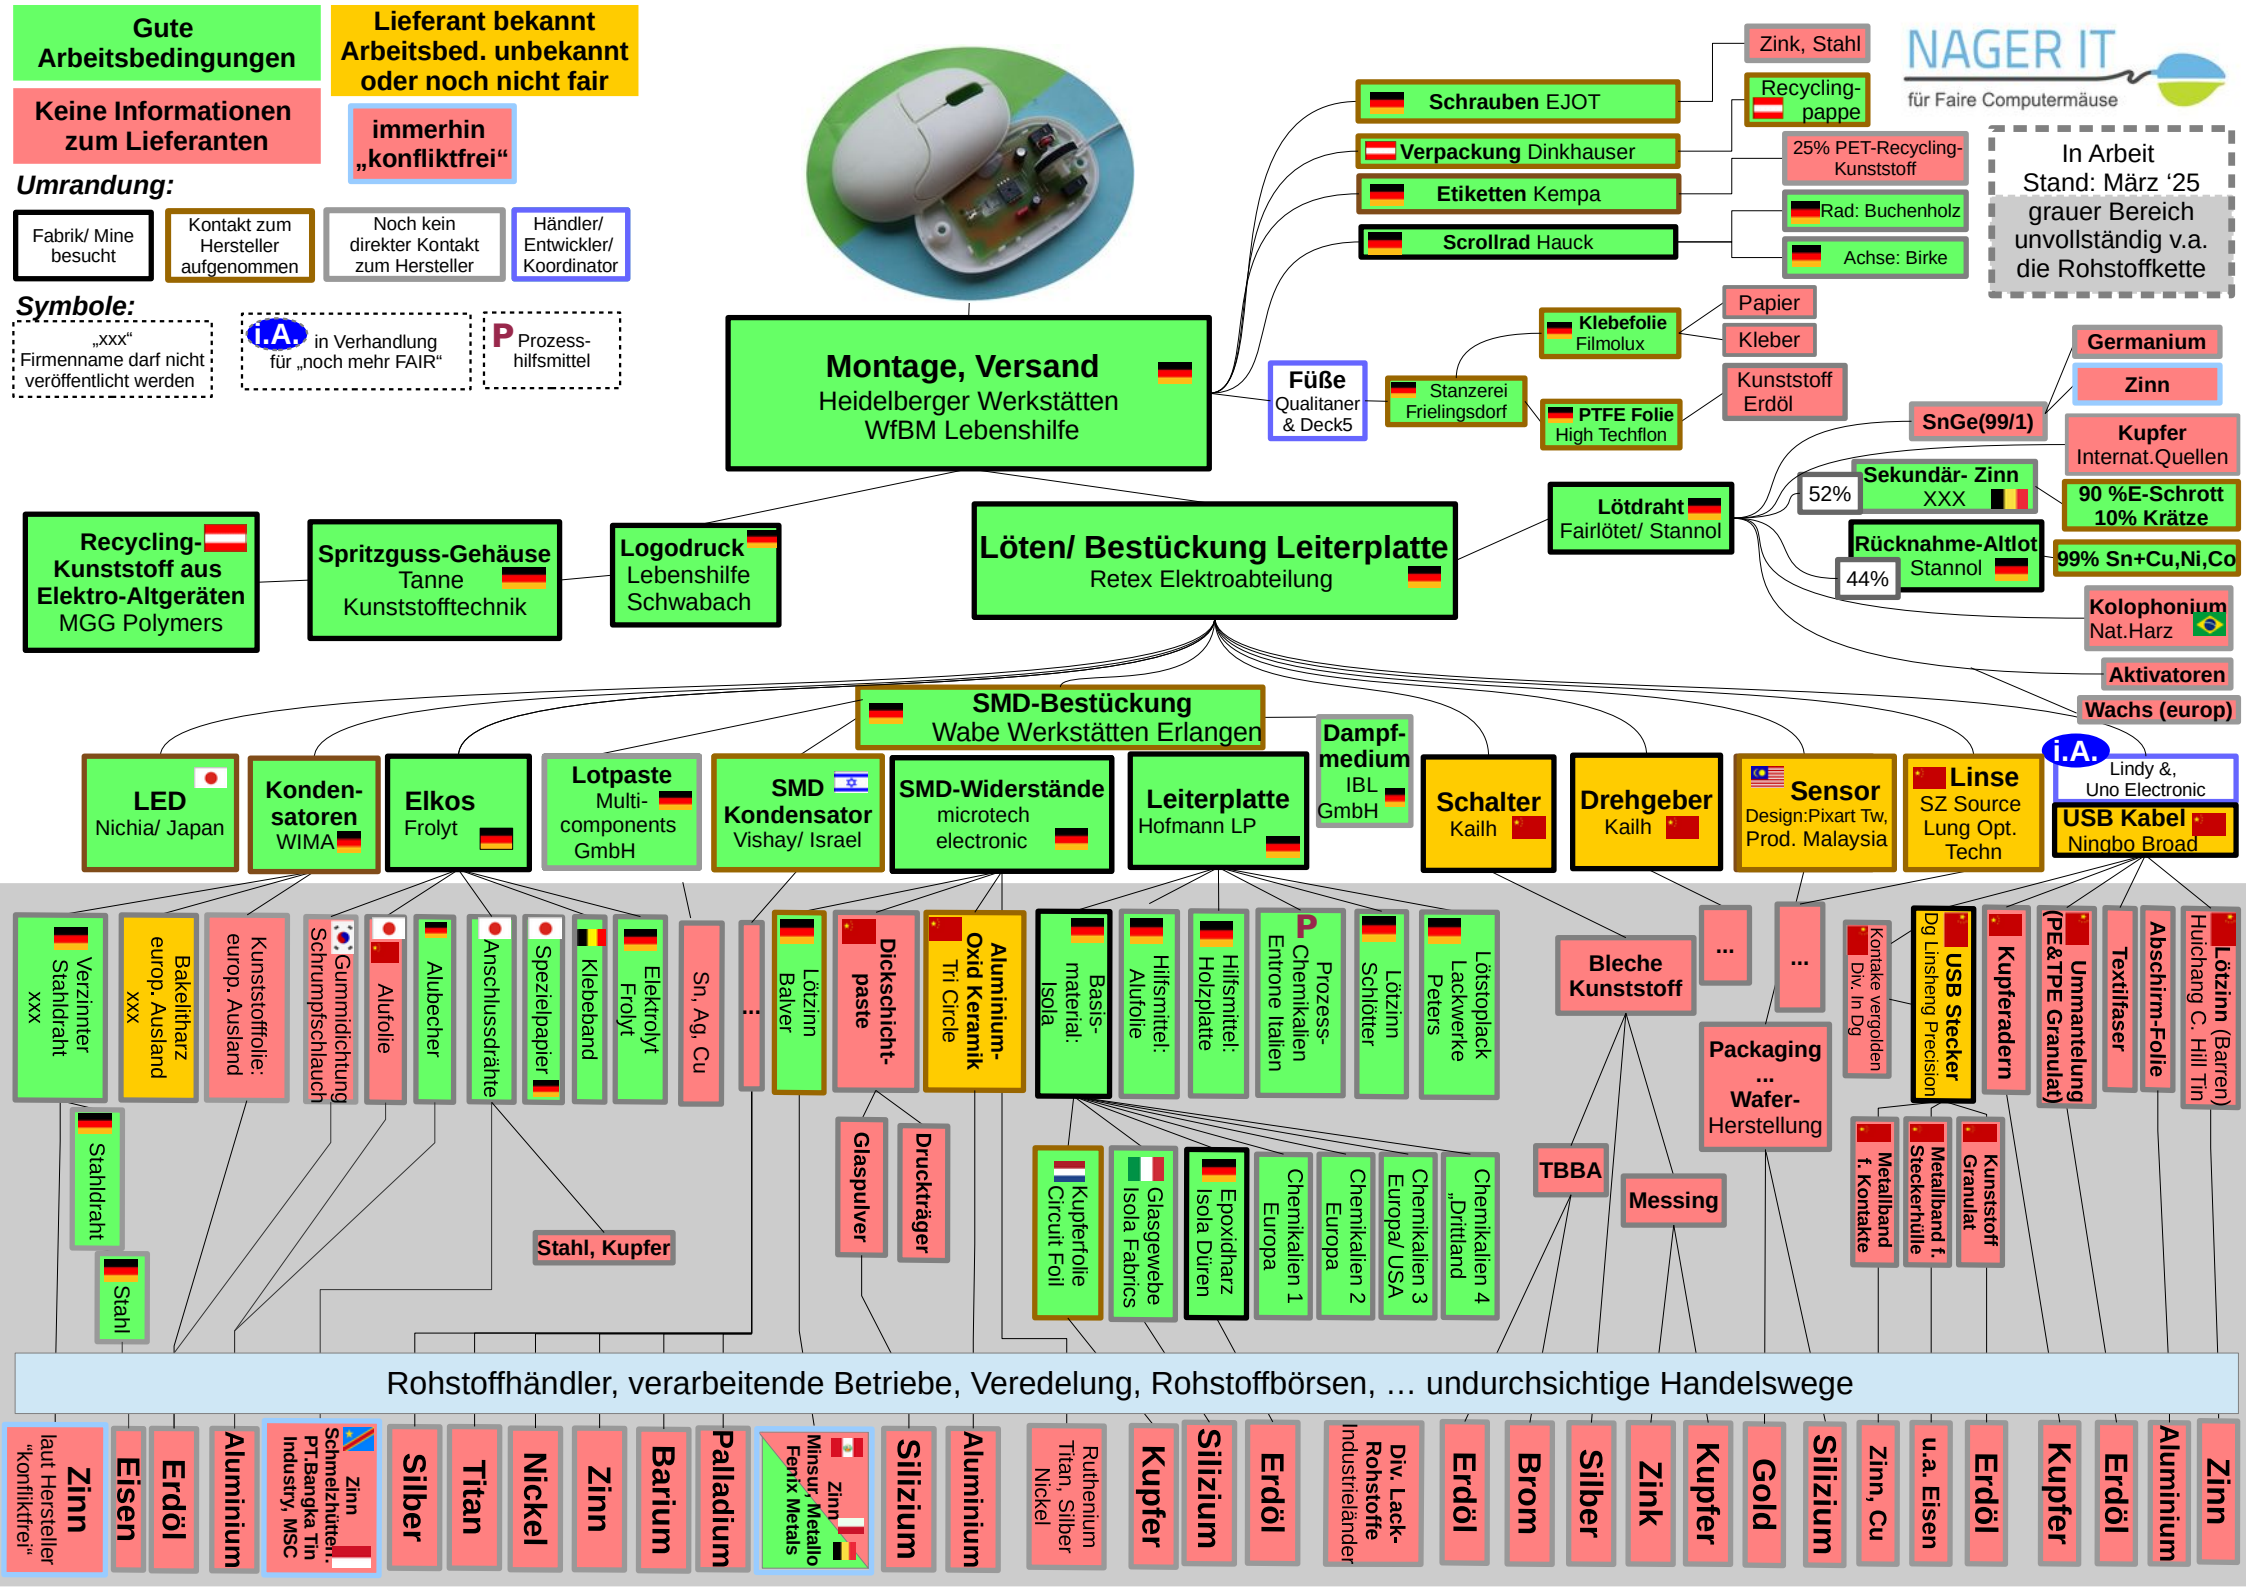 Gute
Arbeitsbedingungen
Lieferant bekannt
Arbeitsbed. unbekannt
oder noch nicht fair
Keine Informationen
zum Lieferanten
immerhin
„konfliktfrei“
Umrandung:
Fabrik/ Mine
besucht
Kontakt zum
Hersteller
aufgenommen
Noch kein
direkter Kontakt
zum Hersteller
Händler/
Entwickler/
Koordinator
Symbole:
„xxx“
Firmenname darf nicht
veröffentlicht werden
i.A. in Verhandlung
für „noch mehr FAIR“
P Prozess-
hilfsmittel
NAGER IT
für Faire Computermäuse
In Arbeit
Stand: März ‘25
grauer Bereich
unvollständig v.a.
die Rohstoffkette
Schrauben EJOT
Zink, Stahl
Verpackung Dinkhauser
Recycling-
pappe
Etiketten Kempa
25% PET-Recycling-
Kunststoff
Scrollrad Hauck
Rad: Buchenholz
Achse: Birke
Montage, Versand
Heidelberger Werkstätten
WfBM Lebenshilfe
Füße
Qualitaner
& Deck5
Stanzerei
Frielingsdorf
Klebefolie
Filmolux
Papier
Kleber
PTFE Folie
High Techflon
Kunststoff
Erdöl
Germanium
Zinn
SnGe(99/1)
Kupfer
Internat.Quellen
52%
Sekundär- Zinn
XXX
90 %E-Schrott
10% Krätze
Rücknahme-Altlot
Stannol
44%
99% Sn+Cu,Ni,Co
Kolophonium
Nat.Harz
Aktivatoren
Wachs (europ)
Lötdraht
Fairlötet/ Stannol
Löten/ Bestückung Leiterplatte
Retex Elektroabteilung
Logodruck
Lebenshilfe
Schwabach
Spritzguss-Gehäuse
Tanne
Kunststofftechnik
Recycling-
Kunststoff aus
Elektro-Altgeräten
MGG Polymers
SMD-Bestückung
Wabe Werkstätten Erlangen
LED
Nichia/ Japan
Konden-
satoren
WIMA
Elkos
Frolyt
Lotpaste
Multi-
components
GmbH
SMD
Kondensator
Vishay/ Israel
SMD-Widerstände
microtech
electronic
Leiterplatte
Hofmann LP
Dampf-
medium
IBL
GmbH
Schalter
Kailh
Drehgeber
Kailh
Sensor
Design:Pixart Tw,
Prod. Malaysia
Linse
SZ Source
Lung Opt.
Techn
i.A.
Lindy &,
Uno Electronic
USB Kabel
Ningbo Broad
Verzinnter
Stahldraht
xxx
Bakelitharz
europ. Ausland
xxx
Kunststofffolie:
europ. Ausland
Gummidichtung
Schrumpfschlauch
Alufolie
Alubecher
Anschlussdrähte
Spezielpapier
Klebeband
Elektrolyt
Frolyt
Sn, Ag, Cu
...
Lötzinn
Balver
Dickschicht-
paste
Aluminium-
Oxid Keramik
Tri Circle
Basis-
material:
Isola
Hilfsmittel:
Alufolie
Hilfsmittel:
Holzplatte
P
Prozess-
Chemikalien
Entrone Italien
Lötzinn
Schlötter
Lötstoplack
Lackwerke
Peters
Bleche
Kunststoff
...
...
Packaging
...
Wafer-
Herstellung
Kontake vergolden
Div. In Dg
USB Stecker
Dg Linsheng Precision
Kupferadern
Ummantelung
(PE&TPE Granulat)
Textilfaser
Abschirm-Folie
Lötzinn (Barren)
Huichang C. Hill Tin
Stahldraht
Stahl
Stahl, Kupfer
Glaspulver
Druckträger
Kupferfolie
Circuit Foil
Glasgewebe
Isola Fabrics
Epoxidharz
Isola Düren
Chemikalien 1
Europa
Chemikalien 2
Europa
Chemikalien 3
Europa/ USA
Chemikalien 4
„Drittland
TBBA
Messing
Metallband
f. Kontakte
Metallband f.
Steckerhülle
Kunststoff
Granulat
Rohstoffhändler, verarbeitende Betriebe, Veredelung, Rohstoffbörsen, … undurchsichtige Handelswege
Zinn
laut Hersteller
“konfliktfrei“
Eisen
Erdöl
Aluminium
Zinn
Schmelzhütten:
PT.Bangka Tin
Industry, MSC
Silber
Titan
Nickel
Zinn
Barium
Palladium
Zinn
Minsur, Metallo
Fenix Metals
Silizium
Aluminium
Ruthenium
Titan, Silber
Nickel
Kupfer
Silizium
Erdöl
Div. Lack-
Rohstoffe
Industrieländer
Erdöl
Brom
Silber
Zink
Kupfer
Gold
Silizium
Zinn, Cu
u.a. Eisen
Erdöl
Kupfer
Erdöl
Aluminium
Zinn